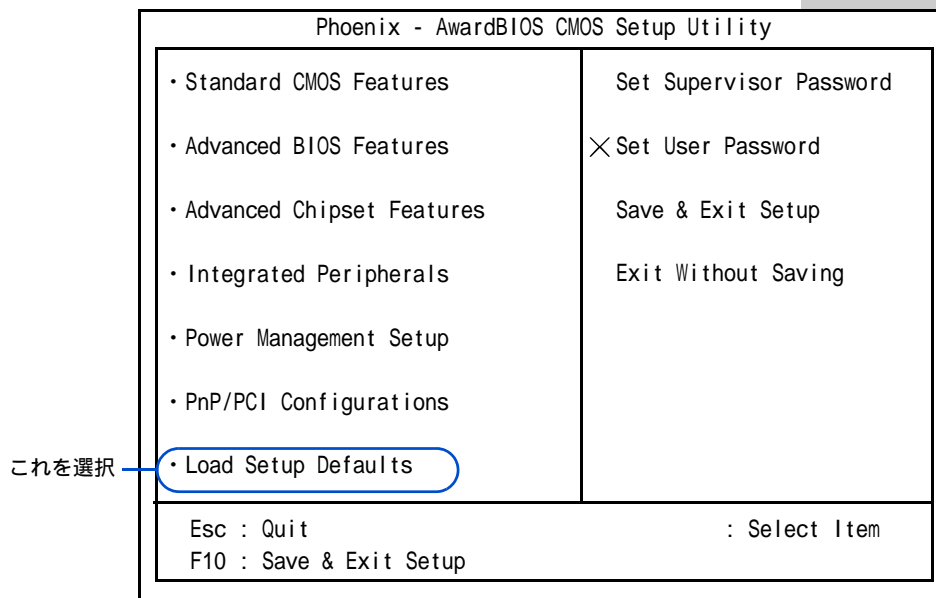 Phoenix - AwardBIOS CMOS Setup Utility
・Standard CMOS Features
・Advanced BIOS Features
・Advanced Chipset Features
・Integrated Peripherals
・Power Management Setup
・PnP/PCI Configurations
これを選択
・Load Setup Defaults
Set Supervisor Password
×Set User Password
Save & Exit Setup
Exit Without Saving
Esc : Quit
: Select Item
F10 : Save & Exit Setup